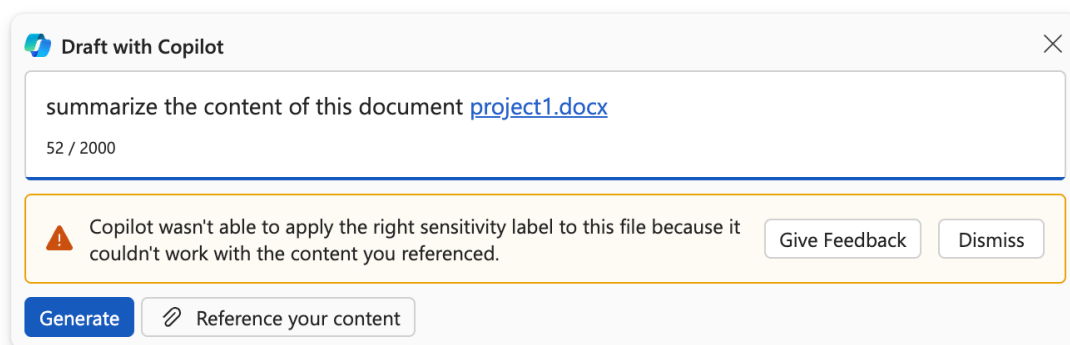 Draft with Copilot
summarize the content of this document project1.docx
52 / 2000
Copilot wasn't able to apply the right sensitivity label to this file because it
couldn't work with the content you referenced.
Give Feedback
Dismiss
Generate
Reference your content